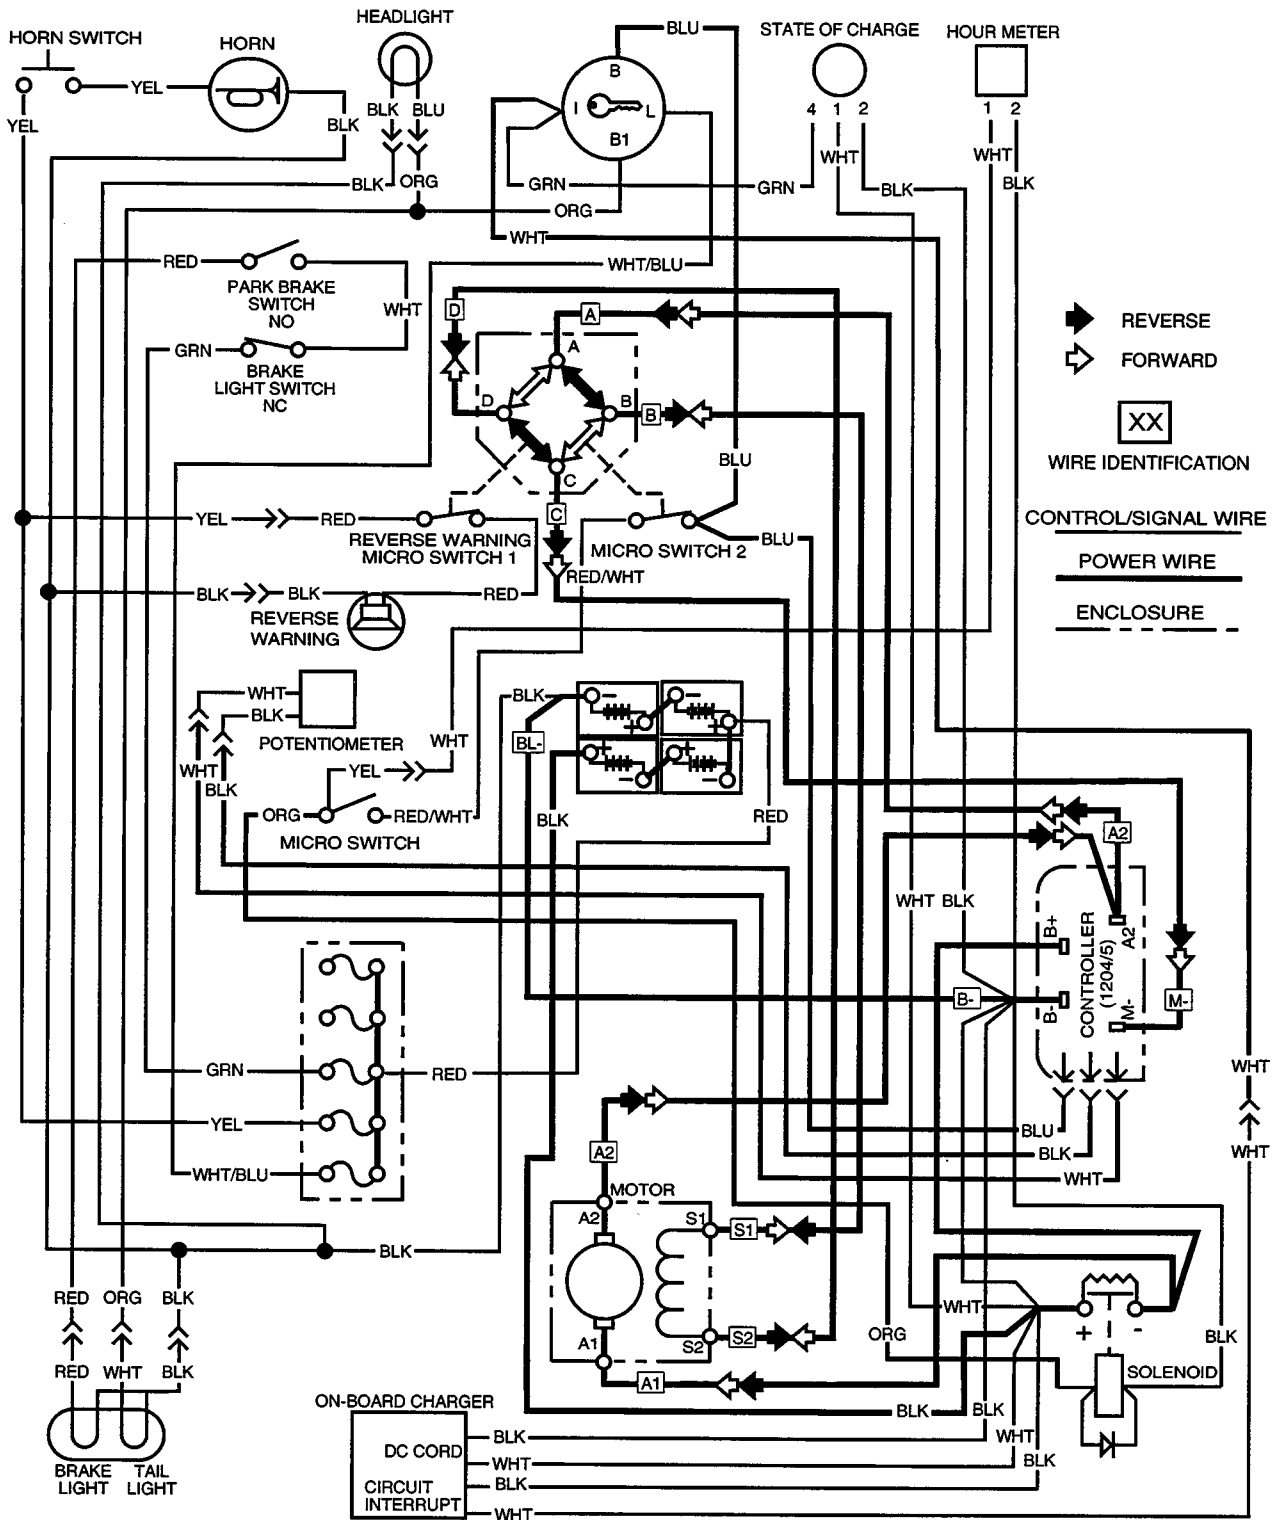 HORN SWITCH
HORN
HEADLIGHT
BLU
STATE OF CHARGE
HOUR METER
YEL
YEL
BLK
BLK BLU
B
I
L
B1
4 1 2
1 2
WHT
WHT
BLK
BLK
ORG
GRN
GRN
BLK
ORG
WHT
WHT/BLU
RED
PARK BRAKE
SWITCH
NO
WHT
GRN
BRAKE
LIGHT SWITCH
NC
D
A
A
D
B
B
C
C
BLU
REVERSE
FORWARD
XX
WIRE IDENTIFICATION
CONTROL/SIGNAL WIRE
POWER WIRE
ENCLOSURE
YEL
RED
REVERSE WARNING
MICRO SWITCH 1
MICRO SWITCH 2
BLU
RED/WHT
BLK
BLK
RED
REVERSE
WARNING
WHT
BLK
POTENTIOMETER
WHT
BLK
WHT
YEL
ORG
RED/WHT
MICRO SWITCH
BLK
BL-
BLK
-
+
-
+
+
-
+
-
RED
A2
WHT BLK
B+
B-
CONTROLLER
(1204/5)
A2
M-
B-
M-
GRN
RED
YEL
WHT/BLU
BLK
BLU
BLK
WHT
WHT
WHT
A2
MOTOR
A2
S1
S1
A1
S2
S2
A1
WHT
ORG
+
-
BLK
SOLENOID
RED ORG BLK
RED WHT BLK
BRAKE
LIGHT
TAIL
LIGHT
ON-BOARD CHARGER
DC CORD
CIRCUIT
INTERRUPT
BLK
WHT
BLK
WHT
BLK
BLK
WHT
BLK